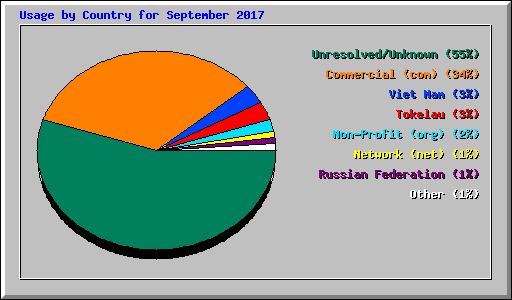 Usage by Country for September 2017
Unresolved/Unknown (55%)
Commercial (com) (34%)
Viet Nam (3%)
Tokelau (3%)
Non-Profit (org) (2%)
Network (net) (1%)
Russian Federation (1%)
Other (1%)